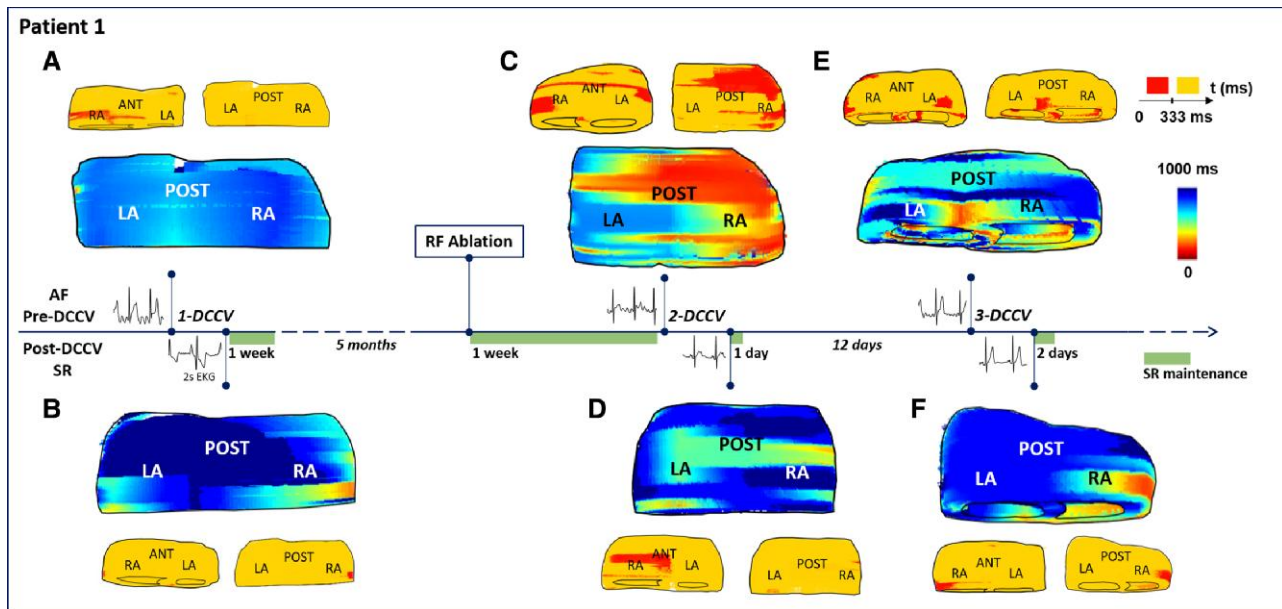 Patient 1
A
C
E
ANT
RA
LA
POST
LA
RA
ANT
RA
LA
POST
LA
RA
ANT
RA
LA
POST
LA
RA
t (ms)
0 333 ms
POST
LA
RA
POST
LA
RA
POST
LA
RA
1000 ms
0
RF Ablation
AF
Pre-DCCV
1-DCCV
2-DCCV
3-DCCV
Post-DCCV
SR
2s EKG
1 week
5 months
1 week
1 day
12 days
2 days
SR maintenance
B
D
F
POST
LA
RA
POST
LA
RA
POST
LA
RA
ANT
RA
LA
POST
LA
RA
ANT
RA
LA
POST
LA
RA
ANT
RA
LA
POST
LA
RA